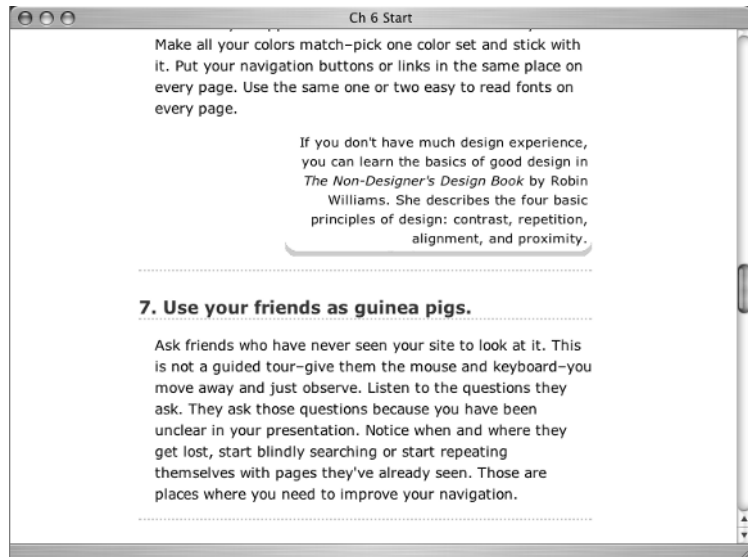 Ch 6 Start
Make all your colors match–pick one color set and stick with
it. Put your navigation buttons or links in the same place on
every page. Use the same one or two easy to read fonts on
every page.
If you don't have much design experience,
you can learn the basics of good design in
The Non-Designer's Design Book by Robin
Williams. She describes the four basic
principles of design: contrast, repetition,
alignment, and proximity.
7. Use your friends as guinea pigs.
Ask friends who have never seen your site to look at it. This
is not a guided tour–give them the mouse and keyboard–you
move away and just observe. Listen to the questions they
ask. They ask those questions because you have been
unclear in your presentation. Notice when and where they
get lost, start blindly searching or start repeating
themselves with pages they've already seen. Those are
places where you need to improve your navigation.